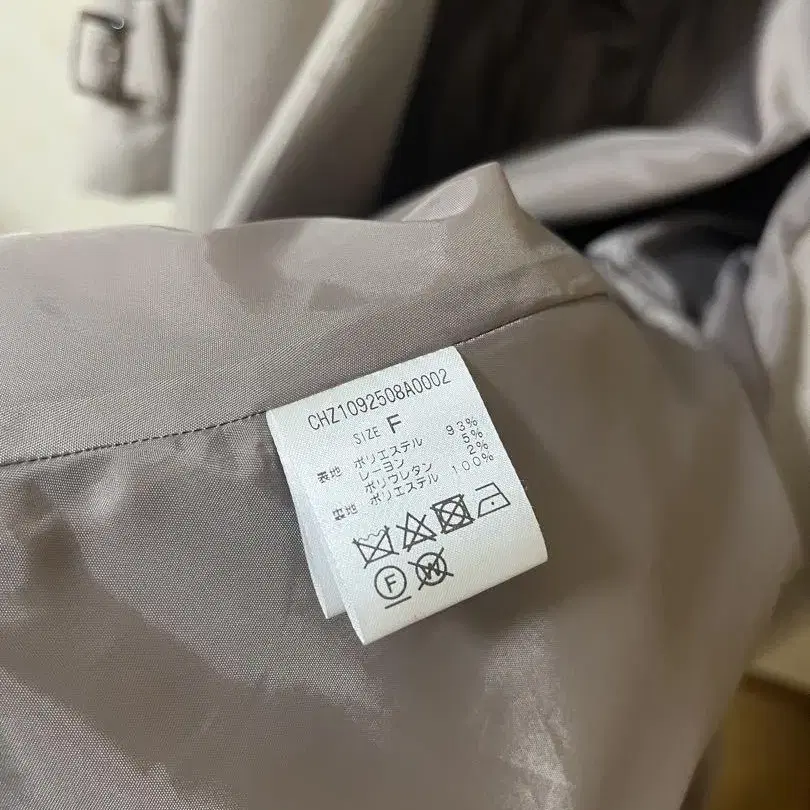 CHZ1092508A0002
SIZE F
表地 ポリエステル 93%
レーヨン 5%
ポリウレタン 2%
裏地 ポリエステル 100%
F W